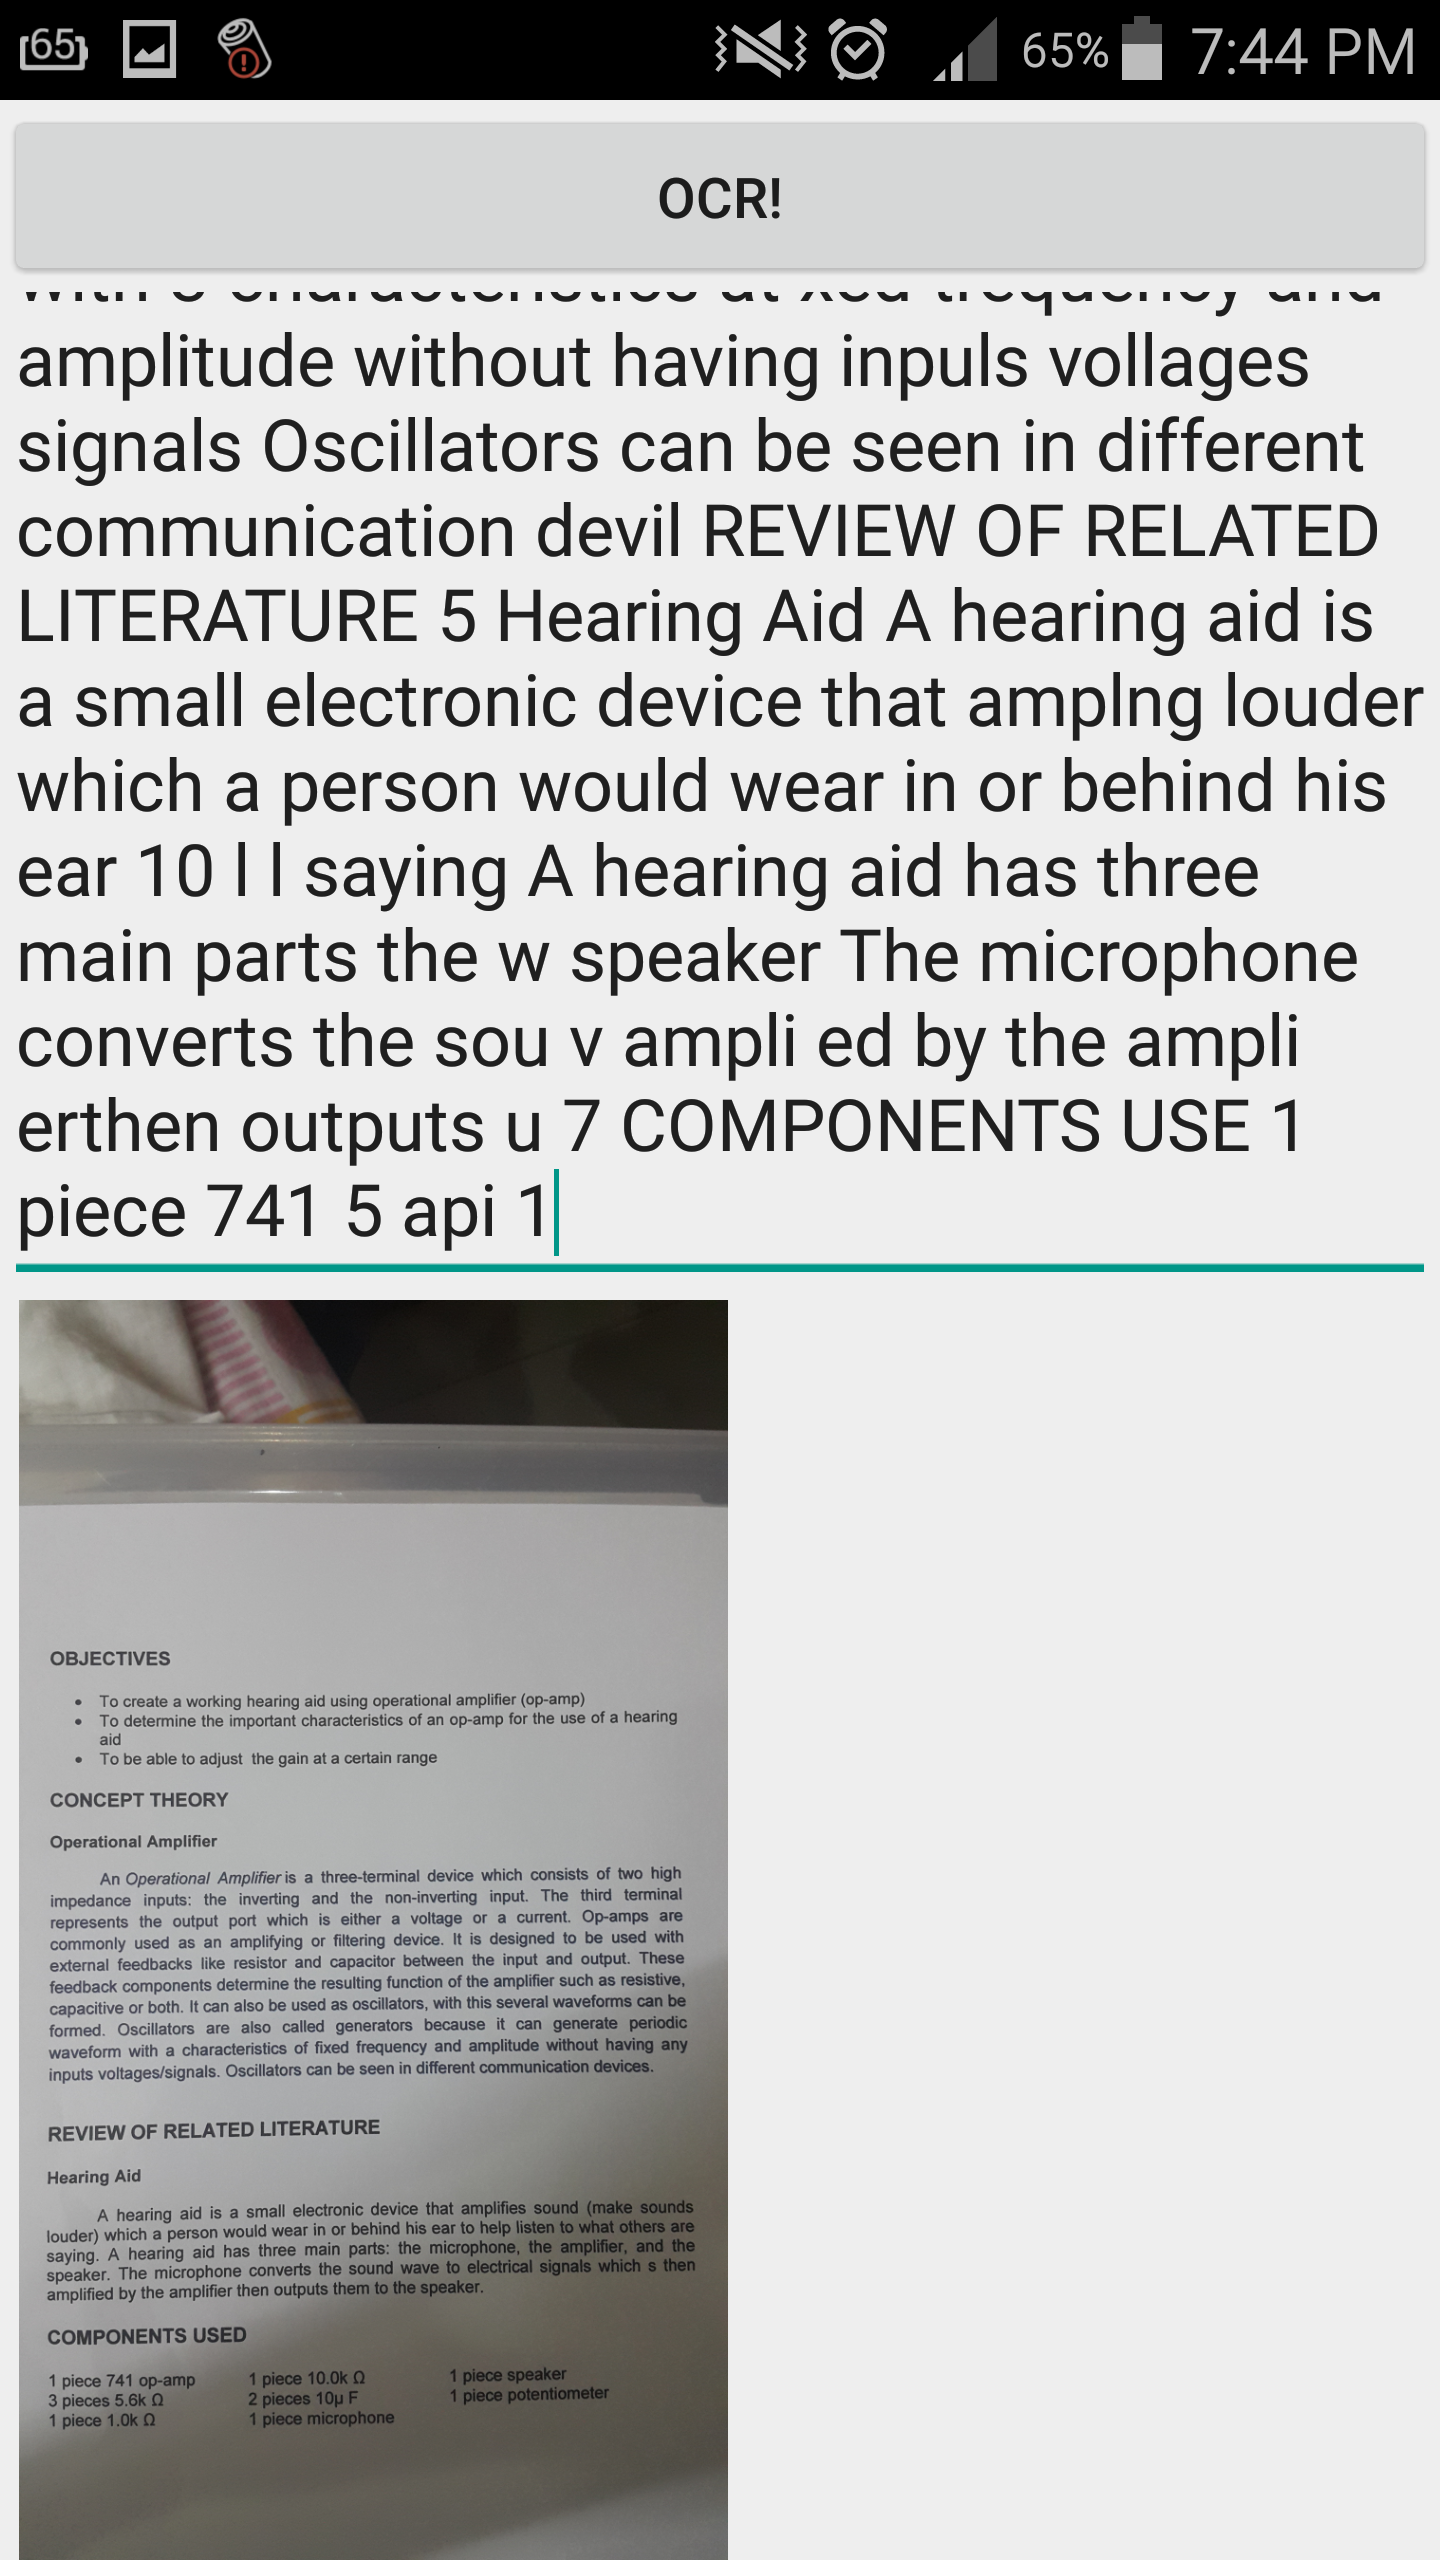 65
65%
7:44 PM
OCR!
with 3 characteristics at xed frequency and
amplitude without having inpuls vollages
signals Oscillators can be seen in different
communication devil REVIEW OF RELATED
LITERATURE 5 Hearing Aid A hearing aid is
a small electronic device that amplng louder
which a person would wear in or behind his
ear 10 l l saying A hearing aid has three
main parts the w speaker The microphone
converts the sou v ampli ed by the ampli
erthen outputs u 7 COMPONENTS USE 1
piece 741 5 api 1
OBJECTIVES
• To create a working hearing aid using operational amplifier (op-amp)
• To determine the important characteristics of an op-amp for the use of a hearing
aid
• To be able to adjust the gain at a certain range
CONCEPT THEORY
Operational Amplifier
An Operational Amplifier is a three-terminal device which consists of two high
impedance inputs: the inverting and the non-inverting input. The third terminal
represents the output port which is either a voltage or a current. Op-amps are
commonly used as an amplifying or filtering device. It is designed to be used with
external feedbacks like resistor and capacitor between the input and output. These
feedback components determine the resulting function of the amplifier such as resistive,
capacitive or both. It can also be used as oscillators, with this several waveforms can be
formed. Oscillators are also called generators because it can generate periodic
waveform with a characteristics of fixed frequency and amplitude without having any
inputs voltages/signals. Oscillators can be seen in different communication devices.
REVIEW OF RELATED LITERATURE
Hearing Aid
A hearing aid is a small electronic device that amplifies sound (make sounds
louder) which a person would wear in or behind his ear to help listen to what others are
saying. A hearing aid has three main parts: the microphone, the amplifier, and the
speaker. The microphone converts the sound wave to electrical signals which s then
amplified by the amplifier then outputs them to the speaker.
COMPONENTS USED
1 piece 741 op-amp 1 piece 10.0k Ω 1 piece speaker
3 pieces 5.6k Ω 2 pieces 10µ F 1 piece potentiometer
1 piece 1.0k Ω 1 piece microphone